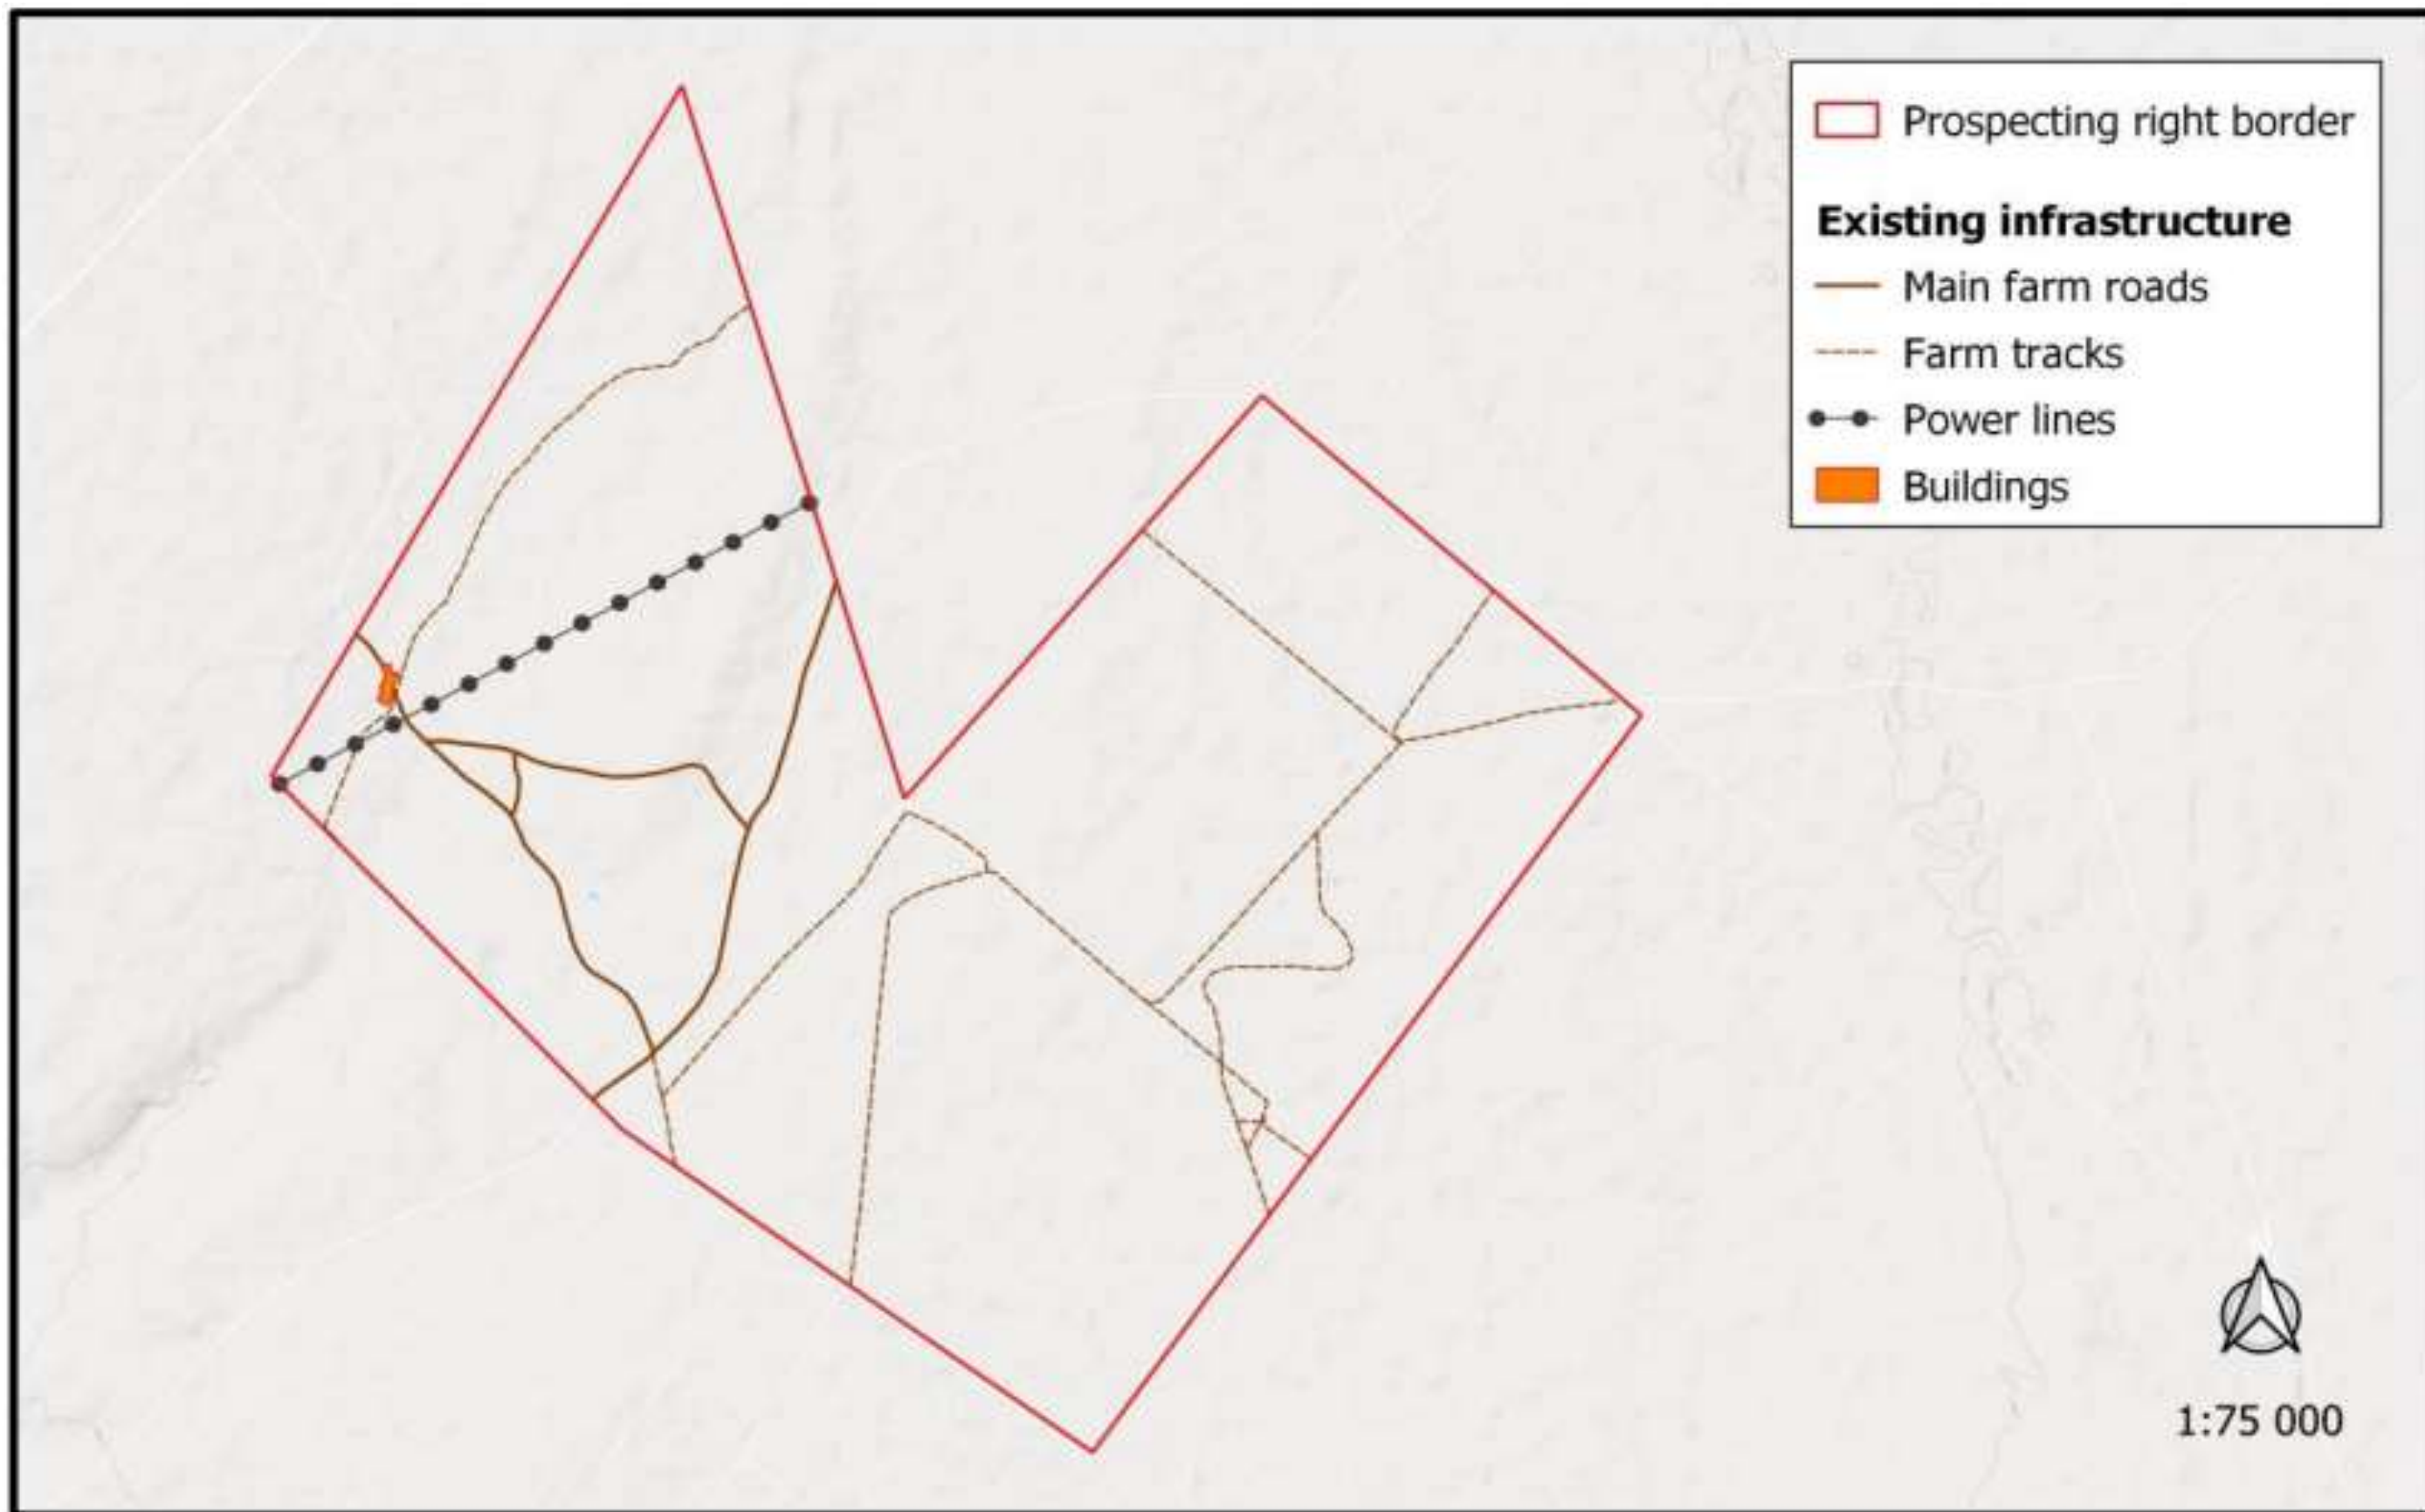 Prospecting right border
Existing infrastructure
Main farm roads
Farm tracks
Power lines
Buildings
1:75 000